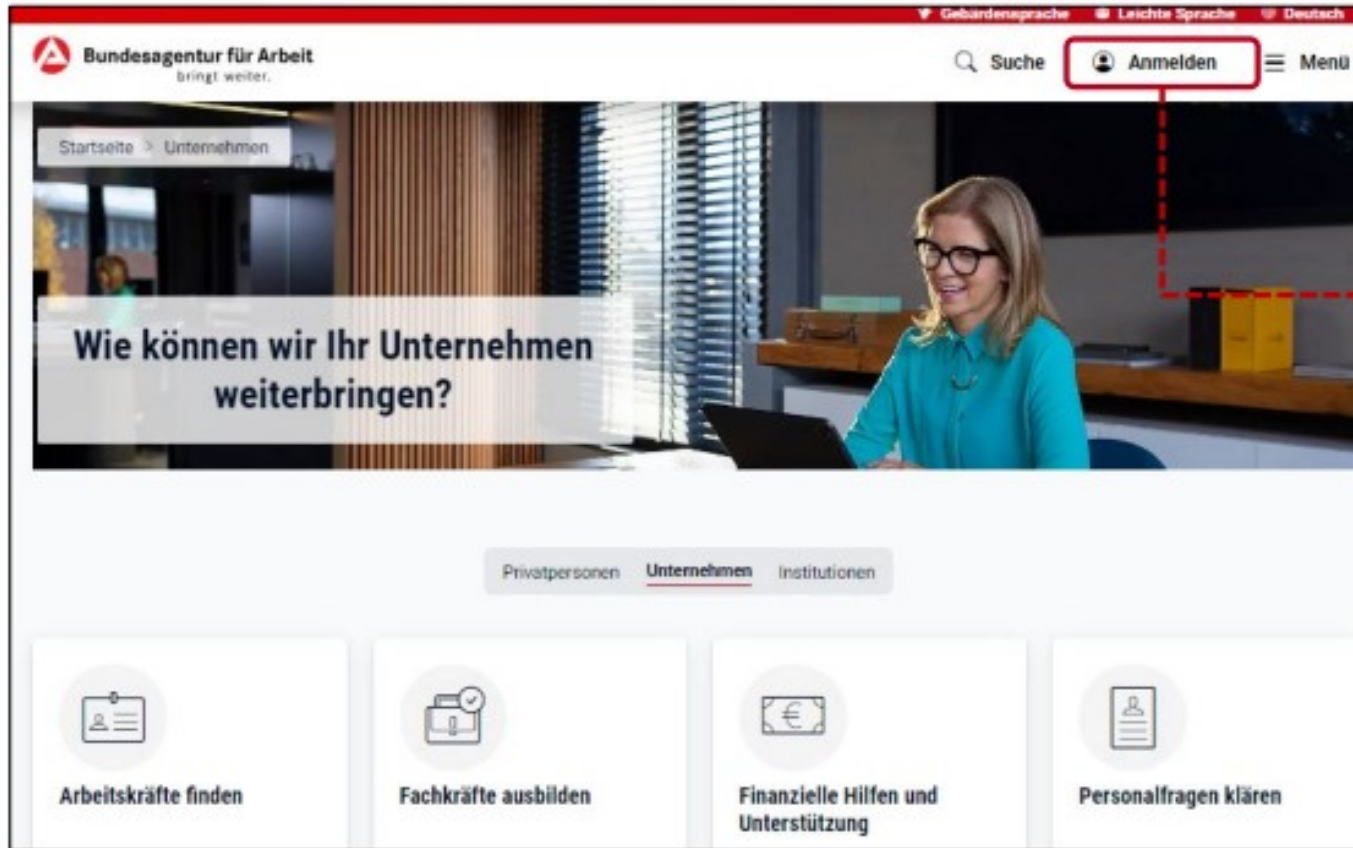 Gebärdensprache Leichte Sprache Deutsch
Bundesagentur für Arbeit
bringt weiter.
Suche Anmelden Menü
Startseite > Unternehmen
Wie können wir Ihr Unternehmen
weiterbringen?
Privatpersonen Unternehmen Institutionen
Arbeitskräfte finden
Fachkräfte ausbilden
Finanzielle Hilfen und
Unterstützung
Personalfragen klären